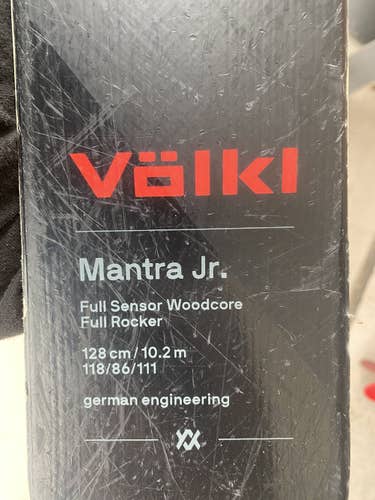 Völkl
Mantra Jr.
Full Sensor Woodcore
Full Rocker
128 cm / 10.2 m
118/86/111
german engineering